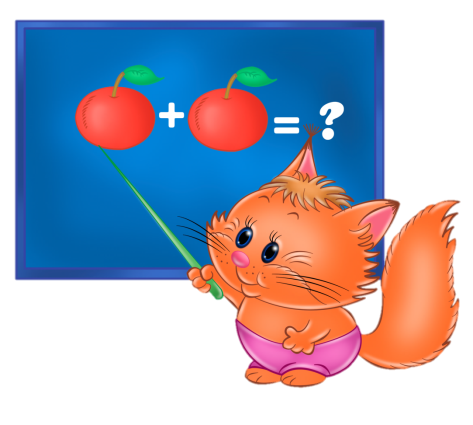 + = ?